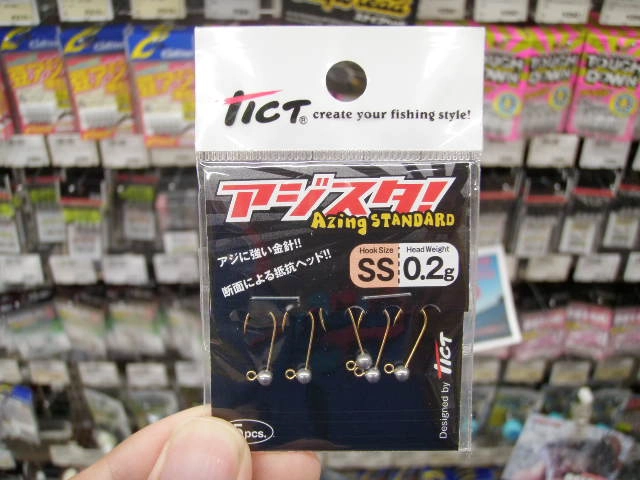 TICT® create your fishing style!
アジスタ!
Azing STANDARD
アジに強い金針!!
断面による抵抗ヘッド!!
Hook Size
SS
Head Weight
0.2g
Designed by TICT
5pcs.
TOUGH
DOWN